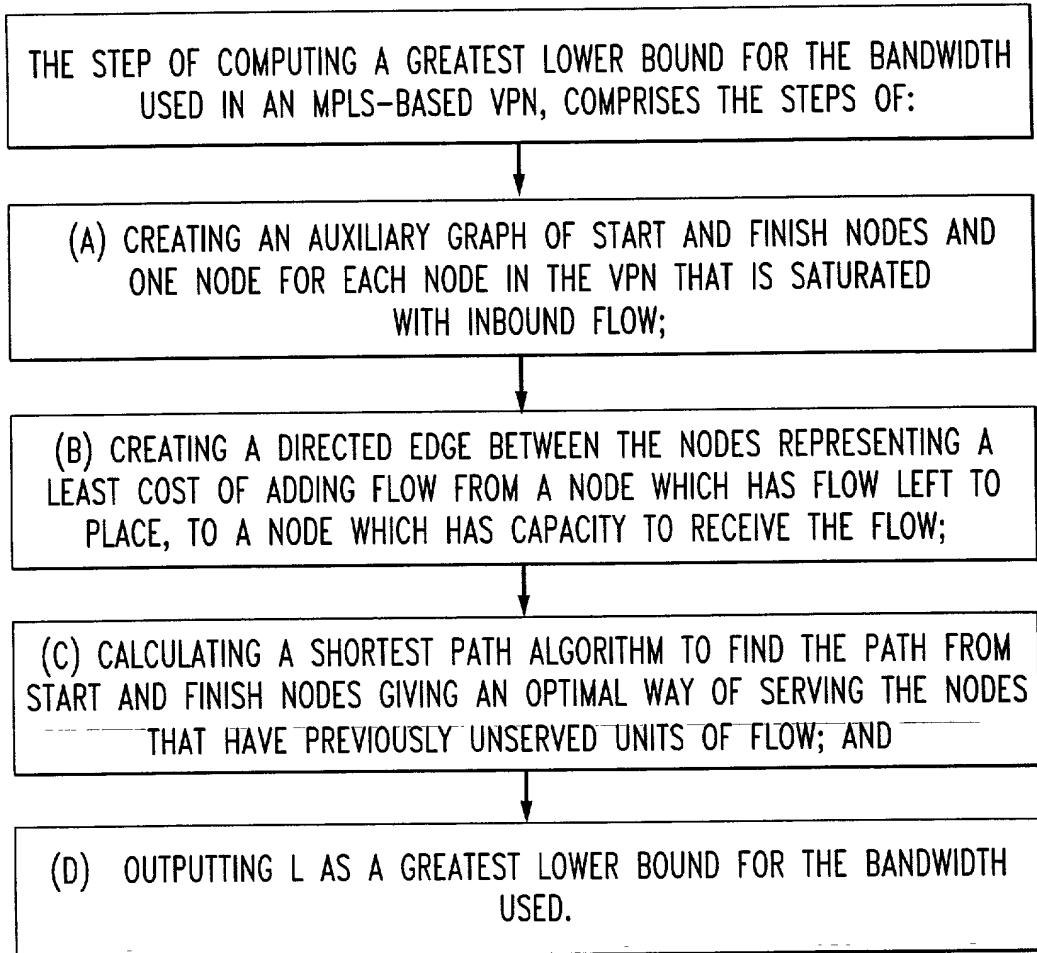 THE STEP OF COMPUTING A GREATEST LOWER BOUND FOR THE BANDWIDTH
USED IN AN MPLS-BASED VPN, COMPRISES THE STEPS OF:
(A) CREATING AN AUXILIARY GRAPH OF START AND FINISH NODES AND
ONE NODE FOR EACH NODE IN THE VPN THAT IS SATURATED
WITH INBOUND FLOW;
(B) CREATING A DIRECTED EDGE BETWEEN THE NODES REPRESENTING A
LEAST COST OF ADDING FLOW FROM A NODE WHICH HAS FLOW LEFT TO
PLACE, TO A NODE WHICH HAS CAPACITY TO RECEIVE THE FLOW;
(C) CALCULATING A SHORTEST PATH ALGORITHM TO FIND THE PATH FROM
START AND FINISH NODES GIVING AN OPTIMAL WAY OF SERVING THE NODES
THAT HAVE PREVIOUSLY UNSERVED UNITS OF FLOW; AND
(D) OUTPUTTING L AS A GREATEST LOWER BOUND FOR THE BANDWIDTH
USED.